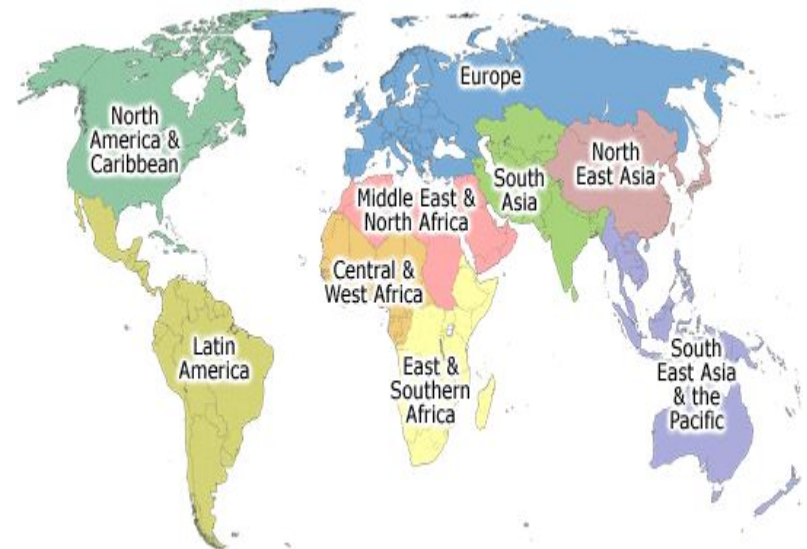 Europe
North
America &
Caribbean
North
East Asia
South
Asia
Middle East &
North Africa
Central &
West Africa
Latin
America
East &
Southern
Africa
South
East Asia
& the
Pacific